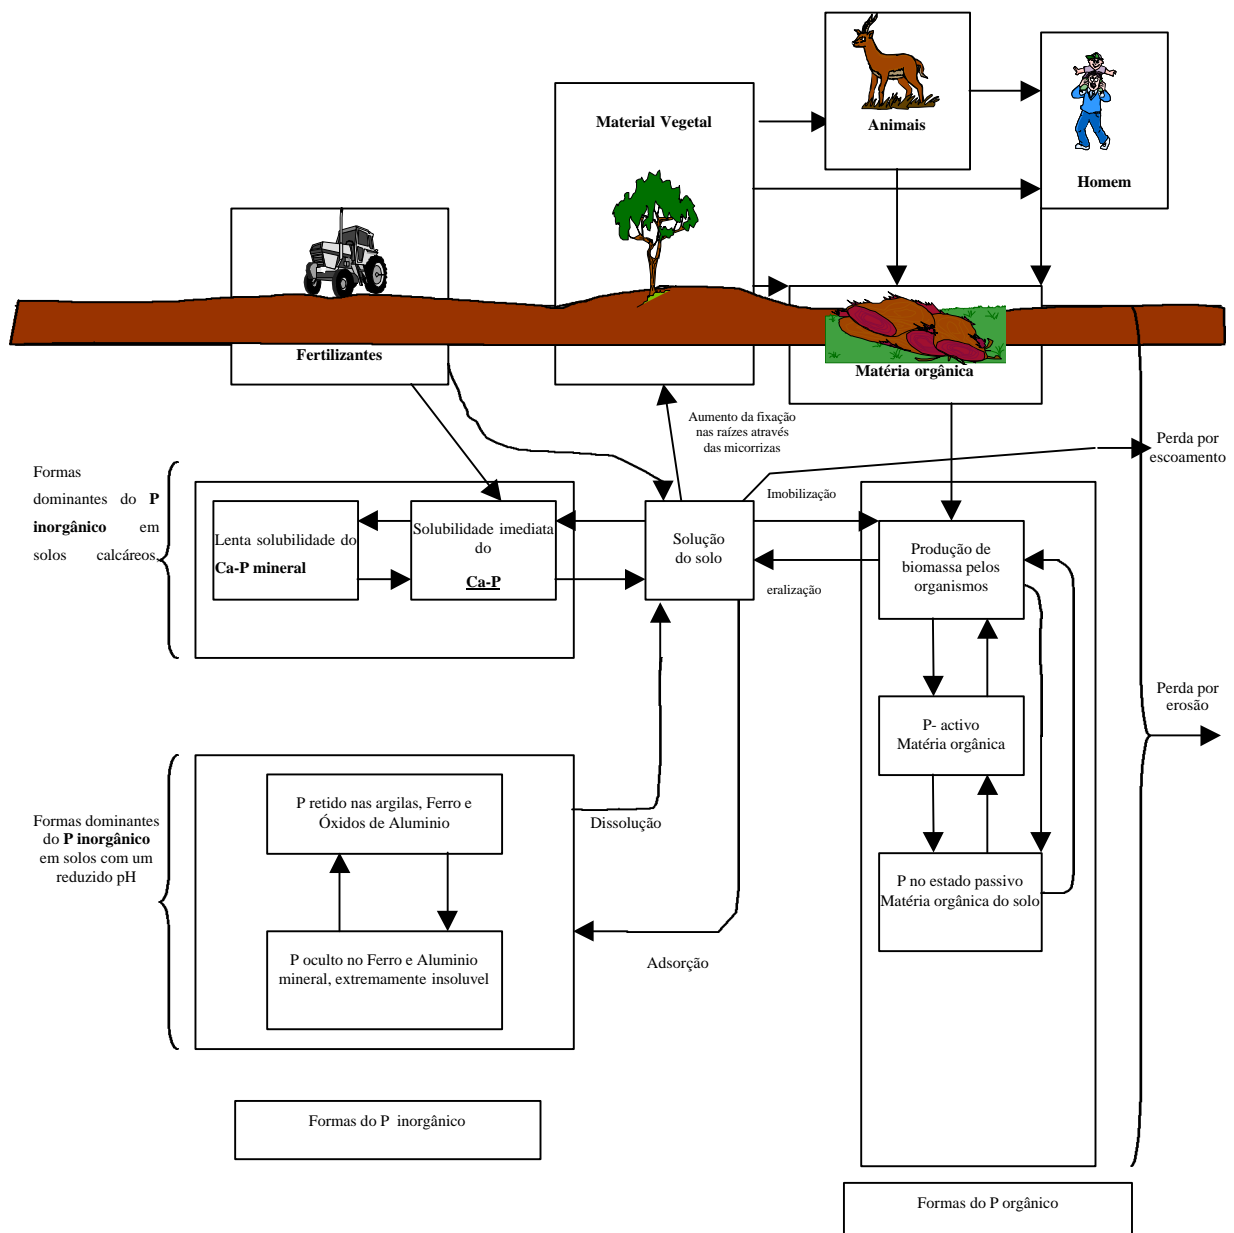 Material Vegetal
Animais
Homem
Fertilizantes
Matéria orgânica
Aumento da fixação
nas raízes através
das micorrizas
Perda por
escoamento
Formas
dominantes do P
inorgânico em
solos calcáreos
Imobilização
Lenta solubilidade do
Ca-P mineral
Solubilidade imediata
do
Ca-P
Solução
do solo
Produção de
biomassa pelos
organismos
eralização
Perda por
erosão
P- activo
Matéria orgânica
P retido nas argilas, Ferro e
Óxidos de Aluminio
Dissolução
Formas dominantes
do P inorgânico
em solos com um
reduzido pH
P no estado passivo
Matéria orgânica do solo
P oculto no Ferro e Aluminio
mineral, extremamente insoluvel
Adsorção
Formas do P inorgânico
Formas do P orgânico